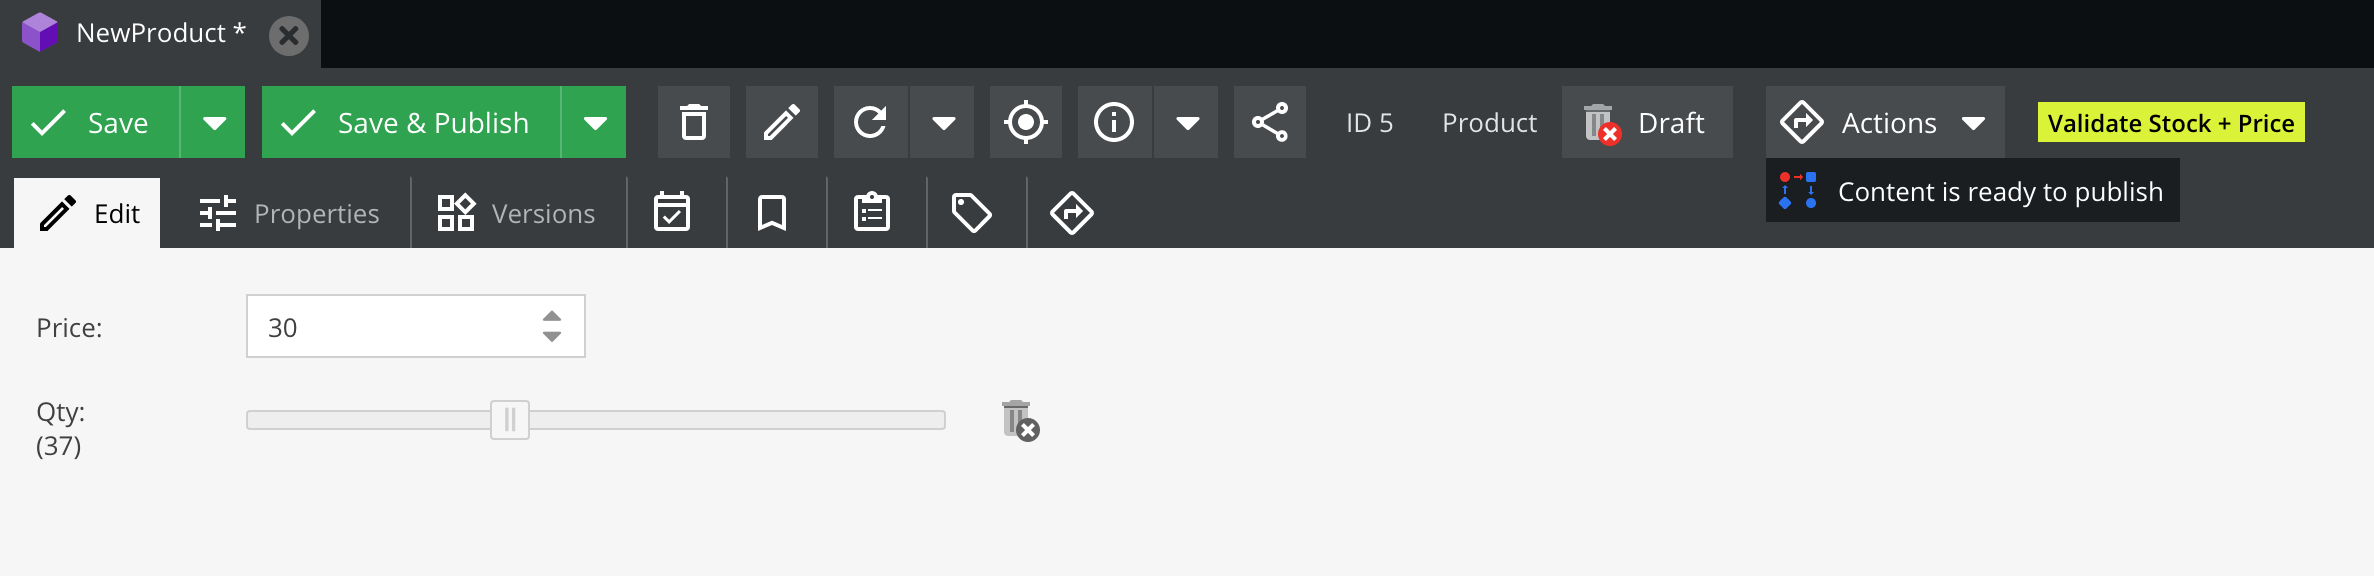 NewProduct *
Save
Save & Publish
ID 5
Product
Draft
Actions
Validate Stock + Price
Content is ready to publish
Edit
Properties
Versions
Price:
30
Qty:
(37)